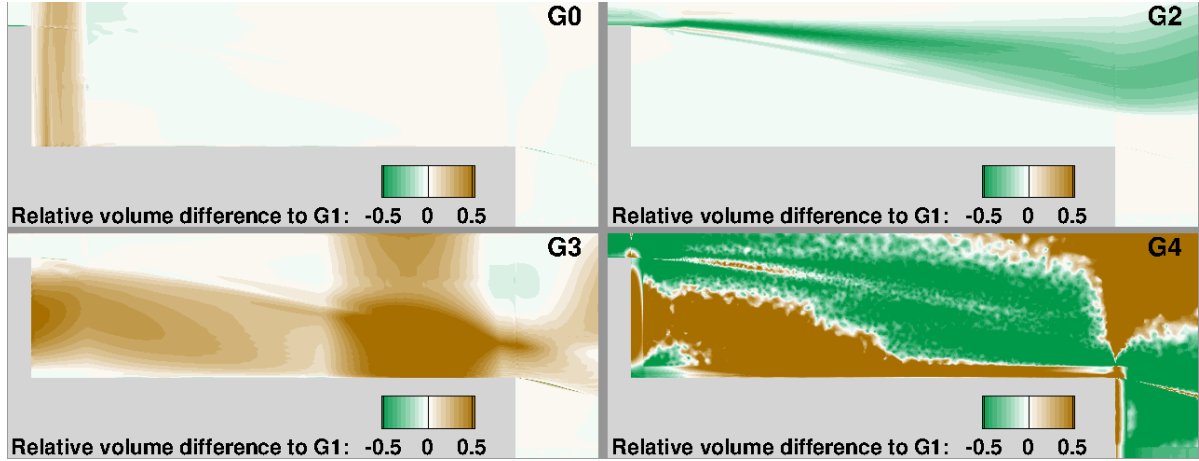 G0
Relative volume difference to G1: -0.5 0 0.5
G2
Relative volume difference to G1: -0.5 0 0.5
G3
Relative volume difference to G1: -0.5 0 0.5
G4
Relative volume difference to G1: -0.5 0 0.5